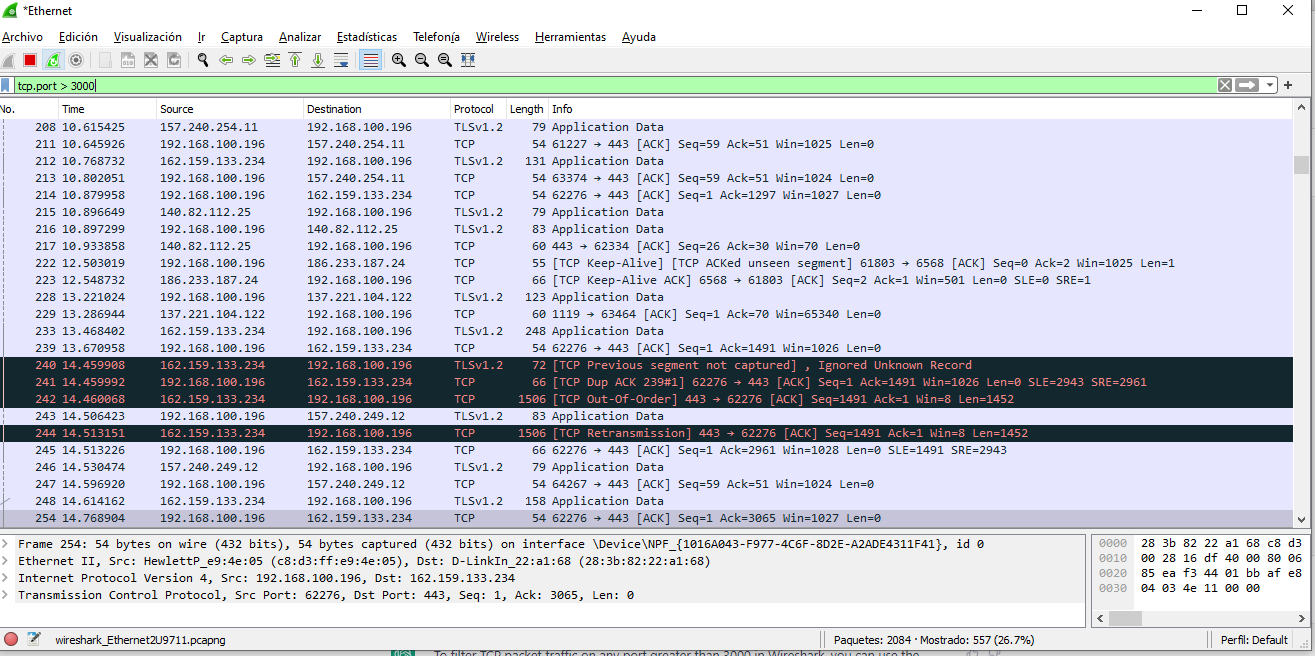 *Ethernet
Archivo Edición Visualización Ir Captura Analizar Estadísticas Telefonía Wireless Herramientas Ayuda
tcp.port > 3000
No. Time Source Destination Protocol Length Info
208 10.615425 157.240.254.11 192.168.100.196 TLSv1.2 79 Application Data
211 10.645926 192.168.100.196 157.240.254.11 TCP 54 61227 → 443 [ACK] Seq=59 Ack=51 Win=1025 Len=0
212 10.768732 162.159.133.234 192.168.100.196 TLSv1.2 131 Application Data
213 10.802051 192.168.100.196 157.240.254.11 TCP 54 63374 → 443 [ACK] Seq=59 Ack=51 Win=1024 Len=0
214 10.879958 192.168.100.196 162.159.133.234 TCP 54 62276 → 443 [ACK] Seq=1 Ack=1297 Win=1027 Len=0
215 10.896649 140.82.112.25 192.168.100.196 TLSv1.2 79 Application Data
216 10.897299 192.168.100.196 140.82.112.25 TLSv1.2 83 Application Data
217 10.933858 140.82.112.25 192.168.100.196 TCP 60 443 → 62334 [ACK] Seq=26 Ack=30 Win=70 Len=0
222 12.503019 192.168.100.196 186.233.187.24 TCP 55 [TCP Keep-Alive] [TCP ACKed unseen segment] 61803 → 6568 [ACK] Seq=0 Ack=2 Win=1025 Len=1
223 12.548732 186.233.187.24 192.168.100.196 TCP 66 [TCP Keep-Alive ACK] 6568 → 61803 [ACK] Seq=2 Ack=1 Win=501 Len=0 SLE=0 SRE=1
228 13.221024 192.168.100.196 137.221.104.122 TLSv1.2 123 Application Data
229 13.286944 137.221.104.122 192.168.100.196 TCP 60 1119 → 63464 [ACK] Seq=1 Ack=70 Win=65340 Len=0
233 13.468402 162.159.133.234 192.168.100.196 TLSv1.2 248 Application Data
239 13.670958 192.168.100.196 162.159.133.234 TCP 54 62276 → 443 [ACK] Seq=1 Ack=1491 Win=1026 Len=0
240 14.459908 162.159.133.234 192.168.100.196 TLSv1.2 72 [TCP Previous segment not captured] , Ignored Unknown Record
241 14.459992 192.168.100.196 162.159.133.234 TCP 66 [TCP Dup ACK 239#1] 62276 → 443 [ACK] Seq=1 Ack=1491 Win=1026 Len=0 SLE=2943 SRE=2961
242 14.460068 162.159.133.234 192.168.100.196 TCP 1506 [TCP Out-Of-Order] 443 → 62276 [ACK] Seq=1491 Ack=1 Win=8 Len=1452
243 14.506423 192.168.100.196 157.240.249.12 TLSv1.2 83 Application Data
244 14.513151 162.159.133.234 192.168.100.196 TCP 1506 [TCP Retransmission] 443 → 62276 [ACK] Seq=1491 Ack=1 Win=8 Len=1452
245 14.513226 192.168.100.196 162.159.133.234 TCP 66 62276 → 443 [ACK] Seq=1 Ack=2961 Win=1028 Len=0 SLE=1491 SRE=2943
246 14.530474 157.240.249.12 192.168.100.196 TLSv1.2 79 Application Data
247 14.596920 192.168.100.196 157.240.249.12 TCP 54 64267 → 443 [ACK] Seq=59 Ack=51 Win=1024 Len=0
248 14.614162 162.159.133.234 192.168.100.196 TLSv1.2 158 Application Data
254 14.768904 192.168.100.196 162.159.133.234 TCP 54 62276 → 443 [ACK] Seq=1 Ack=3065 Win=1027 Len=0
Frame 254: 54 bytes on wire (432 bits), 54 bytes captured (432 bits) on interface \Device\NPF_{1016A043-F977-4C6F-8D2E-A2ADE4311F41}, id 0
Ethernet II, Src: HewlettP_e9:4e:05 (c8:d3:ff:e9:4e:05), Dst: D-LinkIn_22:a1:68 (28:3b:82:22:a1:68)
Internet Protocol Version 4, Src: 192.168.100.196, Dst: 162.159.133.234
Transmission Control Protocol, Src Port: 62276, Dst Port: 443, Seq: 1, Ack: 3065, Len: 0
0000 28 3b 82 22 a1 68 c8 d3
0010 00 28 16 df 40 00 80 06
0020 85 ea f3 44 01 bb af e8
0030 04 03 4e 11 00 00
wireshark_Ethernet2U9711.pcapng
Paquetes: 2084 · Mostrado: 557 (26.7%)
Perfil: Default
To filter TCP packet traffic on any port greater than 3000 in Wireshark, you can use the